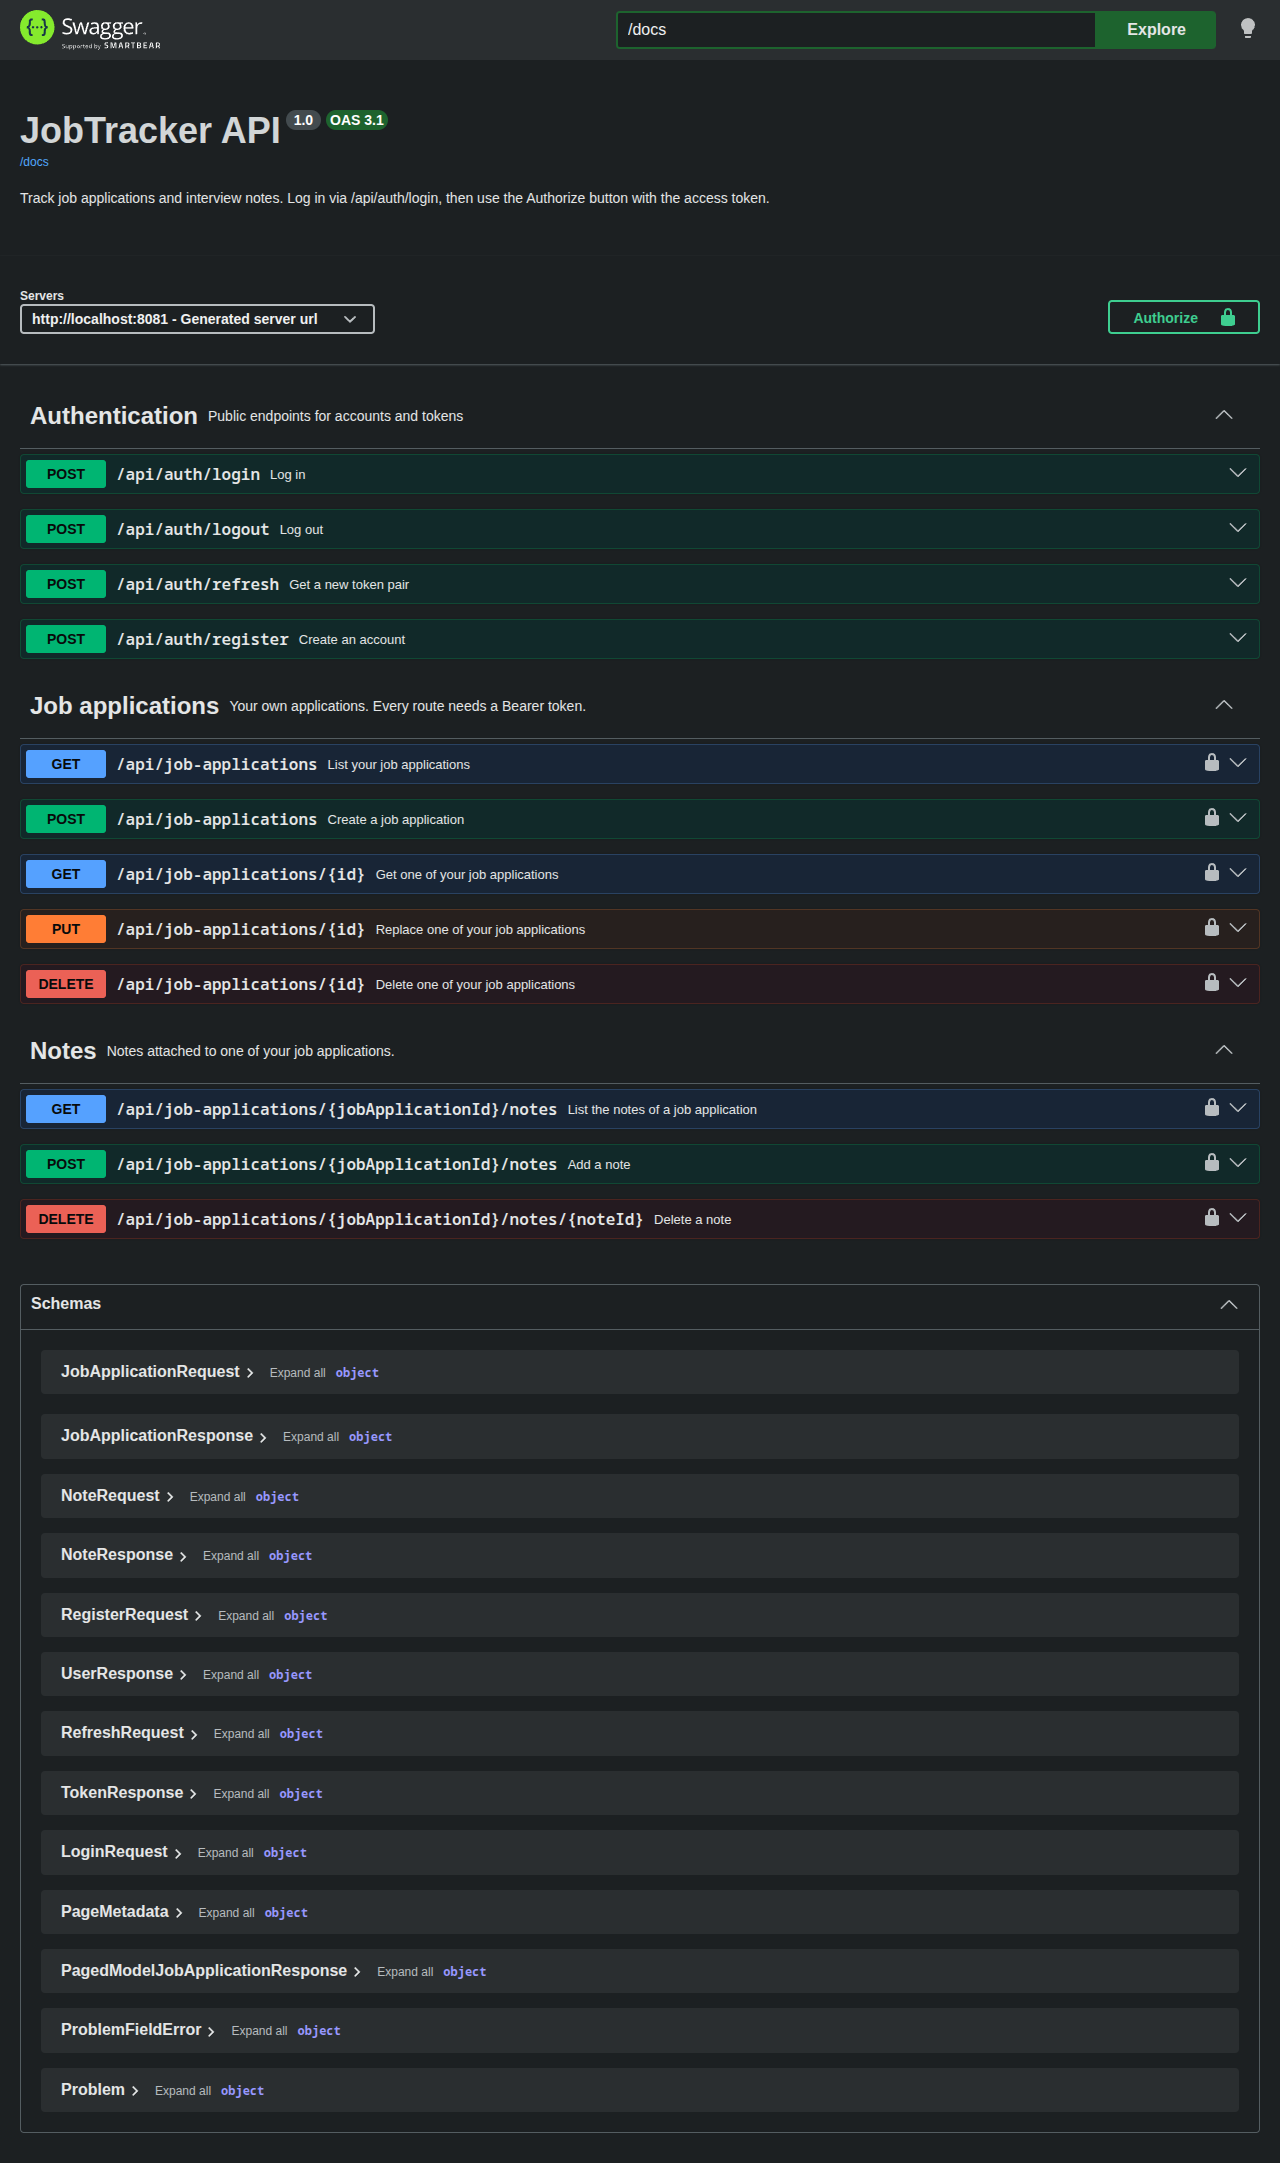 Swagger
Supported by SMARTBEAR
/docs
Explore
JobTracker API 1.0 OAS 3.1
/docs
Track job applications and interview notes. Log in via /api/auth/login, then use the Authorize button with the access token.
Servers
http://localhost:8081 - Generated server url
Authorize
Authentication Public endpoints for accounts and tokens
POST /api/auth/login Log in
POST /api/auth/logout Log out
POST /api/auth/refresh Get a new token pair
POST /api/auth/register Create an account
Job applications Your own applications. Every route needs a Bearer token.
GET /api/job-applications List your job applications
POST /api/job-applications Create a job application
GET /api/job-applications/{id} Get one of your job applications
PUT /api/job-applications/{id} Replace one of your job applications
DELETE /api/job-applications/{id} Delete one of your job applications
Notes Notes attached to one of your job applications.
GET /api/job-applications/{jobApplicationId}/notes List the notes of a job application
POST /api/job-applications/{jobApplicationId}/notes Add a note
DELETE /api/job-applications/{jobApplicationId}/notes/{noteId} Delete a note
Schemas
JobApplicationRequest Expand all object
JobApplicationResponse Expand all object
NoteRequest Expand all object
NoteResponse Expand all object
RegisterRequest Expand all object
UserResponse Expand all object
RefreshRequest Expand all object
TokenResponse Expand all object
LoginRequest Expand all object
PageMetadata Expand all object
PagedModelJobApplicationResponse Expand all object
ProblemFieldError Expand all object
Problem Expand all object